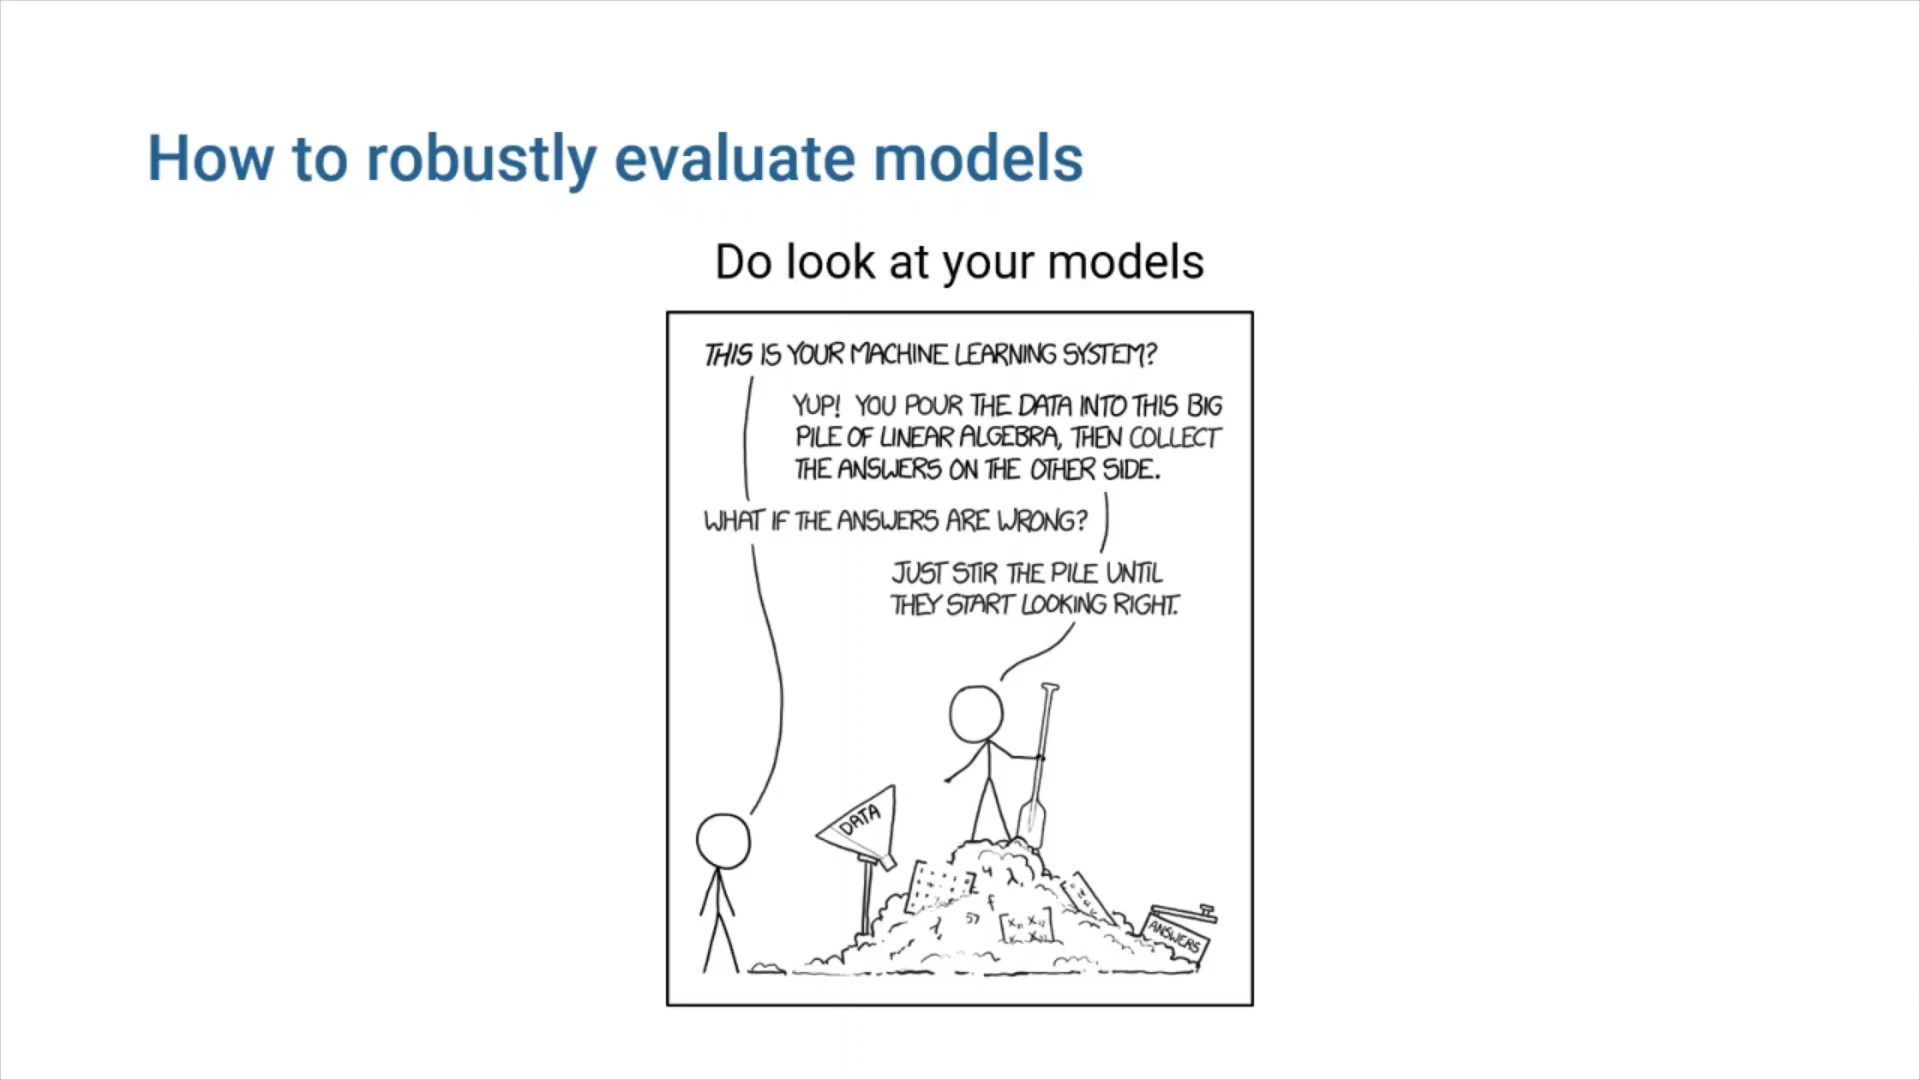 How to robustly evaluate models
Do look at your models
THIS IS YOUR MACHINE LEARNING SYSTEM?
YUP! YOU POUR THE DATA INTO THIS BIG
PILE OF LINEAR ALGEBRA, THEN COLLECT
THE ANSWERS ON THE OTHER SIDE.
WHAT IF THE ANSWERS ARE WRONG?
JUST STIR THE PILE UNTIL
THEY START LOOKING RIGHT.
DATA
ANSWERS